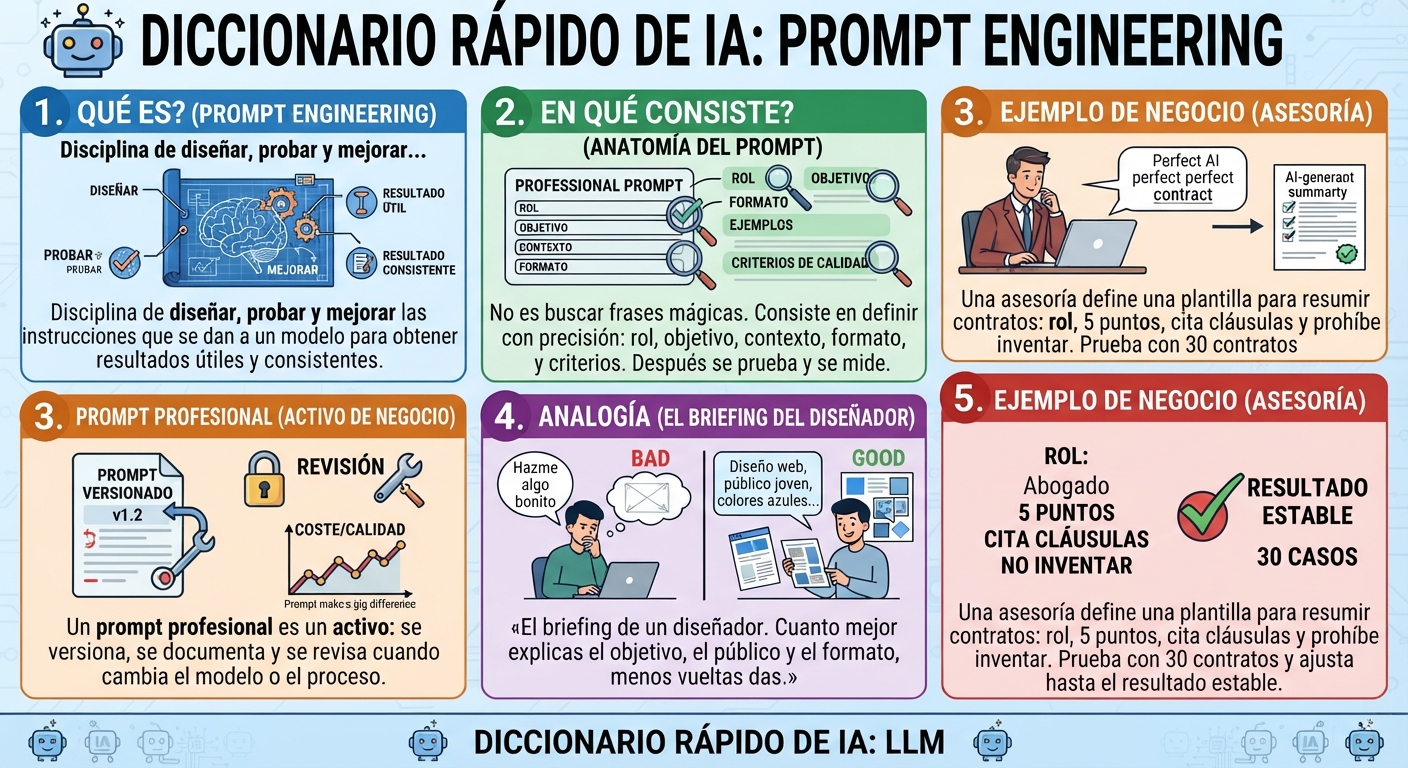 DICCIONARIO RÁPIDO DE IA: PROMPT ENGINEERING
1. QUÉ ES? (PROMPT ENGINEERING)
Disciplina de diseñar, probar y mejorar...
DISEÑAR
PROBAR
PRUBAR
MEJORAR
RESULTADO
ÚTIL
RESULTADO
CONSISTENTE
Disciplina de diseñar, probar y mejorar las
instrucciones que se dan a un modelo para obtener
resultados útiles y consistentes.
2. EN QUÉ CONSISTE?
(ANATOMÍA DEL PROMPT)
PROFESSIONAL PROMPT
ROL
OBJETIVO
CONTEXTO
FORMATO
ROL
OBJETIVO
FORMATO
EJEMPLOS
CRITERIOS DE CALIDAD
No es buscar frases mágicas. Consiste en definir
con precisión: rol, objetivo, contexto, formato,
y criterios. Después se prueba y se mide.
3. EJEMPLO DE NEGOCIO (ASESORÍA)
Perfect AI
perfect perfect
contract
AI-generant
summarty
Una asesoría define una plantilla para resumir
contratos: rol, 5 puntos, cita cláusulas y prohíbe
inventar. Prueba con 30 contratos
3. PROMPT PROFESIONAL (ACTIVO DE NEGOCIO)
PROMPT
VERSIONADO
v1.2
REVISIÓN
COSTE/CALIDAD
Un prompt profesional es un activo: se
versiona, se documenta y se revisa cuando
cambia el modelo o el proceso.
4. ANALOGÍA (EL BRIEFING DEL DISEÑADOR)
Hazme
algo
bonito
BAD
Diseño web,
público joven,
colores azules...
GOOD
«El briefing de un diseñador. Cuanto mejor
explicas el objetivo, el público y el formato,
menos vueltas das.»
5. EJEMPLO DE NEGOCIO (ASESORÍA)
ROL:
Abogado
5 PUNTOS
CITA CLÁUSULAS
NO INVENTAR
RESULTADO
ESTABLE
30 CASOS
Una asesoría define una plantilla para resumir
contratos: rol, 5 puntos, cita cláusulas y prohíbe
inventar. Prueba con 30 contratos y ajusta
hasta el resultado estable.
IA
DICCIONARIO RÁPIDO DE IA: LLM
IA